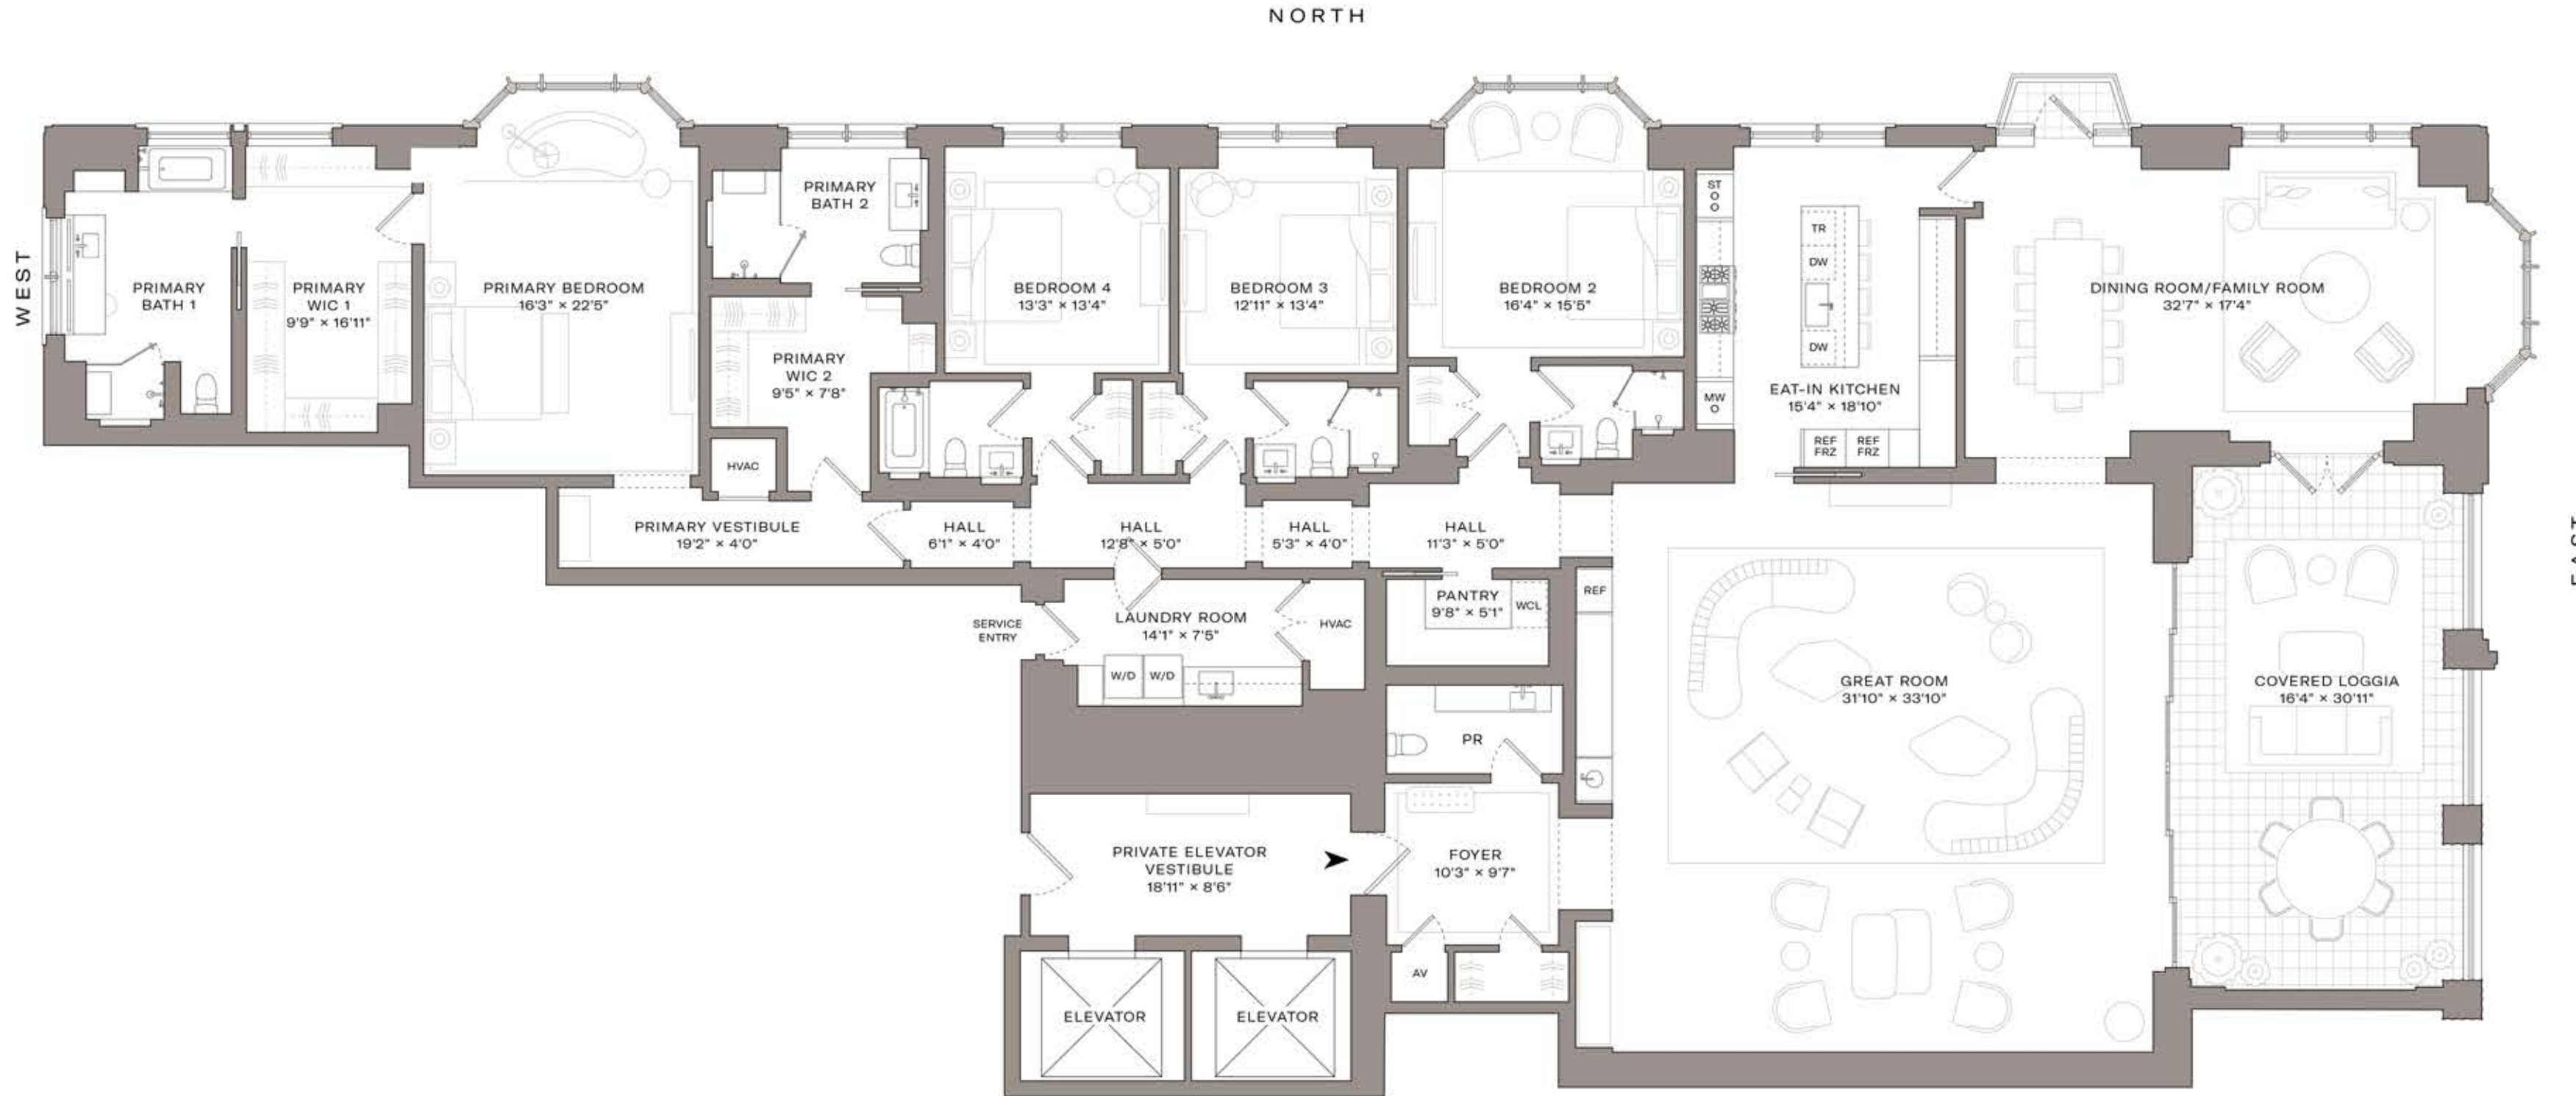 NORTH
WEST
EAST
PRIMARY
BATH 1
PRIMARY
WIC 1
9'9" × 16'11"
PRIMARY BEDROOM
16'3" × 22'5"
PRIMARY
BATH 2
PRIMARY
WIC 2
9'5" × 7'8"
HVAC
BEDROOM 4
13'3" × 13'4"
BEDROOM 3
12'11" × 13'4"
BEDROOM 2
16'4" × 15'5"
ST
O
O
MW
O
TR
DW
DW
EAT-IN KITCHEN
15'4" × 18'10"
REF
FRZ
REF
FRZ
DINING ROOM/FAMILY ROOM
32'7" × 17'4"
PRIMARY VESTIBULE
19'2" × 4'0"
HALL
6'1" × 4'0"
HALL
12'8" × 5'0"
HALL
5'3" × 4'0"
HALL
11'3" × 5'0"
SERVICE
ENTRY
LAUNDRY ROOM
14'1" × 7'5"
HVAC
W/D
W/D
PANTRY
9'8" × 5'1"
WCL
REF
PR
GREAT ROOM
31'10" × 33'10"
COVERED LOGGIA
16'4" × 30'11"
PRIVATE ELEVATOR
VESTIBULE
18'11" × 8'6"
FOYER
10'3" × 9'7"
AV
ELEVATOR
ELEVATOR